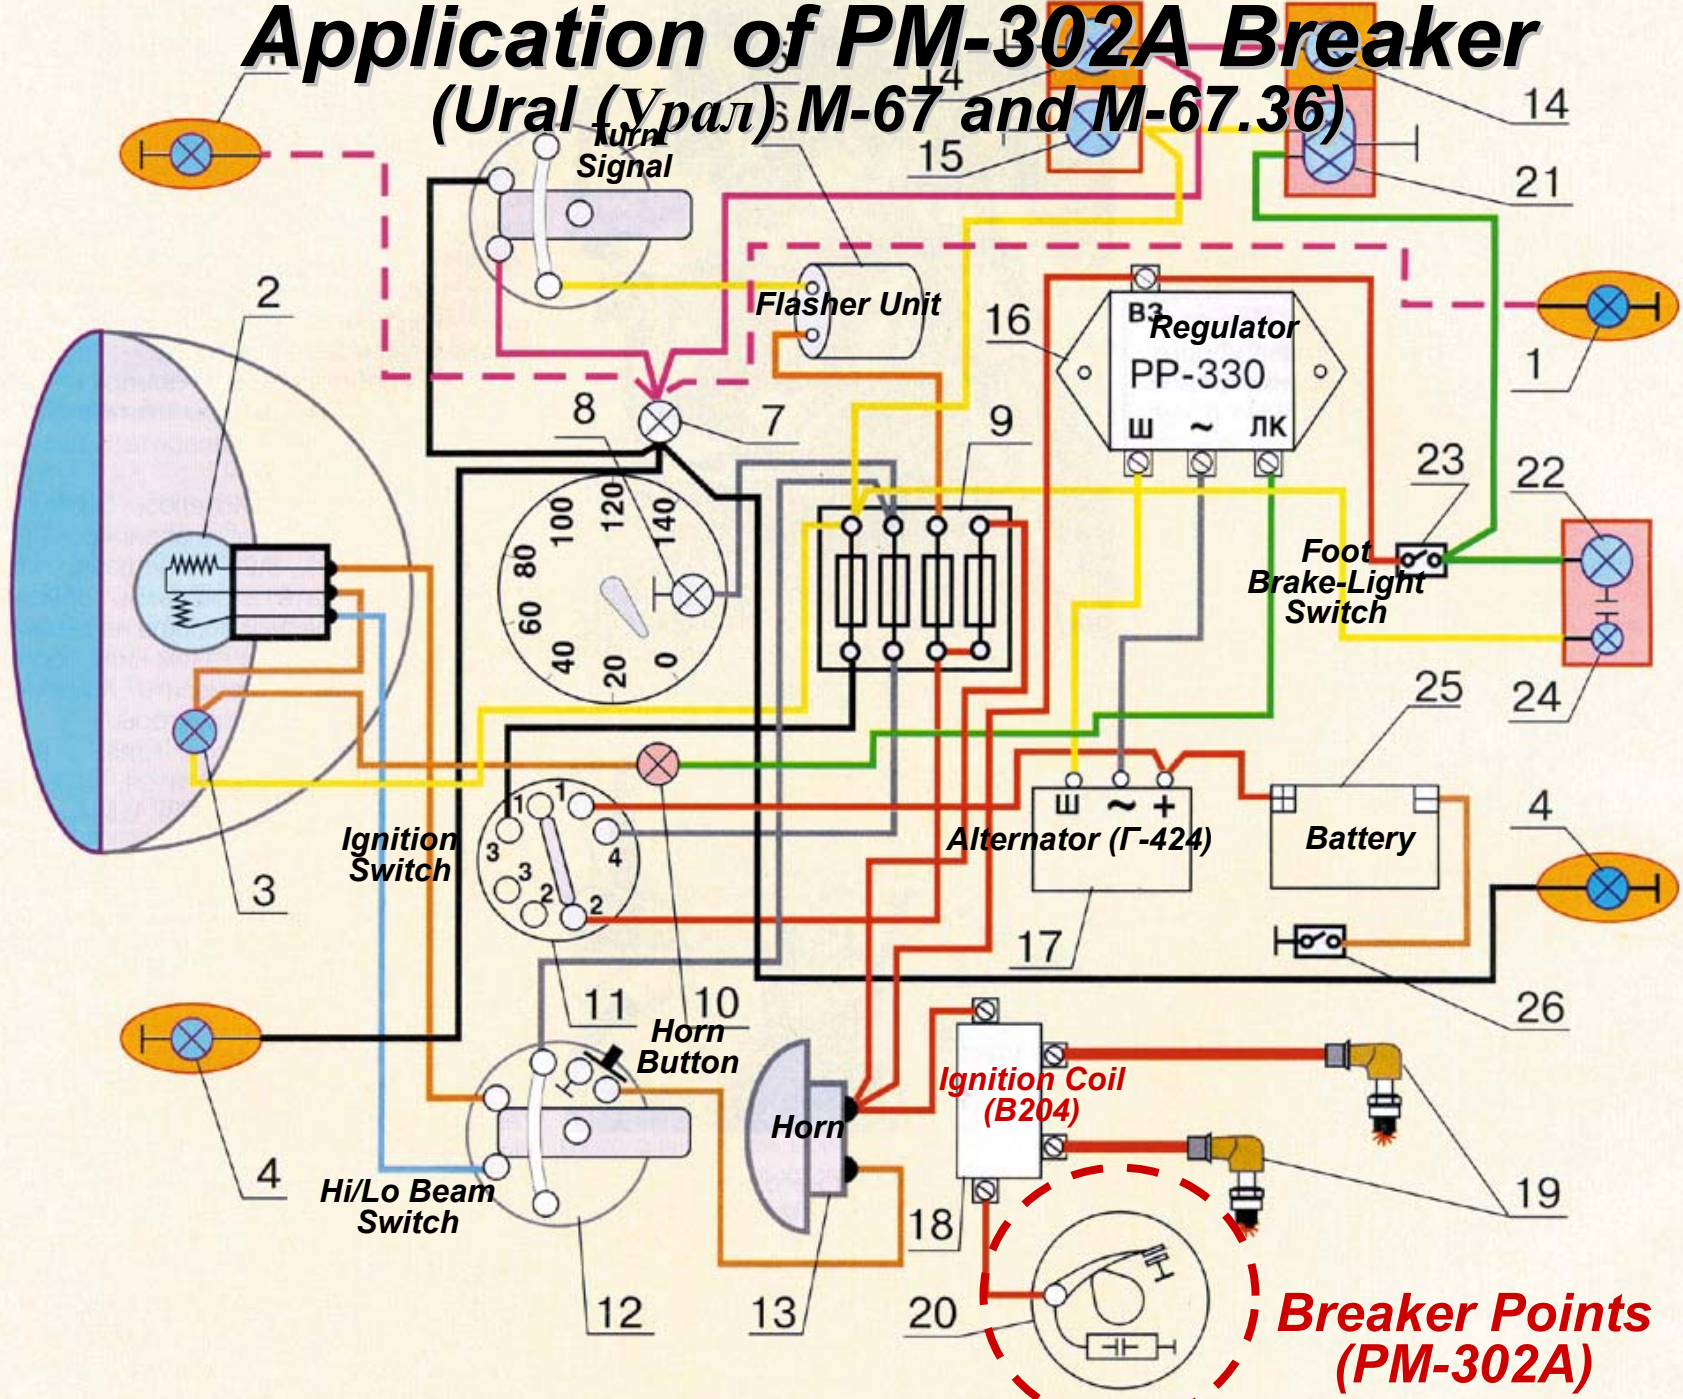 Application of PM-302A Breaker
(Ural (Урал) M-67 and M-67.36)
5
6
14
14
15
21
Turn
Signal
2
Flasher Unit
16
ВЗ
Regulator
РР-330
Ш ~ ЛК
1
8
7
9
23
22
Foot
Brake-Light
Switch
0
20
40
60
80
100
120
140
24
25
Ignition
Switch
1
1
3
4
3
2
2
Ш ~ +
Alternator (Г-424)
Battery
4
3
17
26
11
10
Horn
Button
Ignition Coil
(B204)
Horn
4
Hi/Lo Beam
Switch
18
19
12
13
20
Breaker Points
(PM-302A)